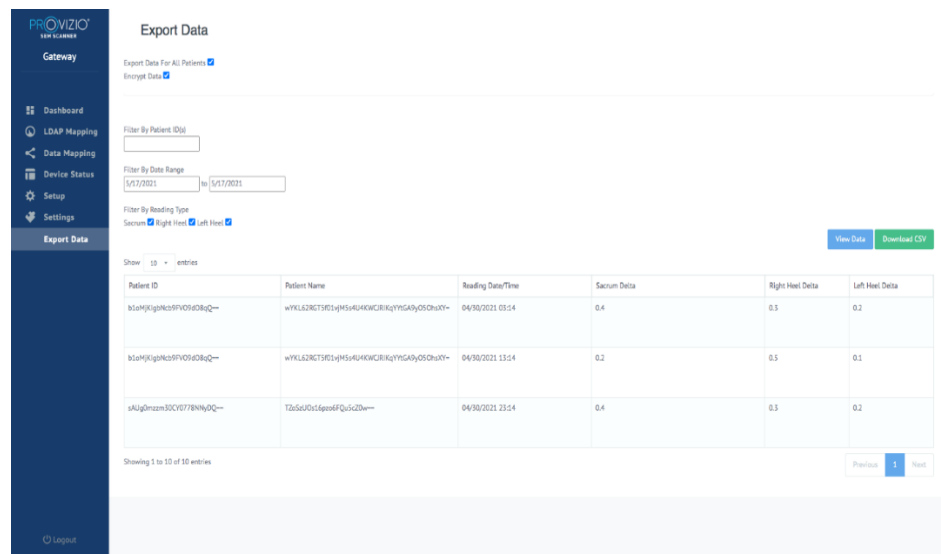 PROVIZIO®
SEM SCANNER
Gateway
Dashboard
LDAP Mapping
Data Mapping
Device Status
Setup
Settings
Export Data
Logout
Export Data
Export Data For All Patients
Encrypt Data
Filter By Patient ID(s)
Filter By Date Range
5/17/2021 to 5/17/2021
Filter By Reading Type
Sacrum Right Heel Left Heel
View Data Download CSV
Show 10 entries
Patient ID Patient Name Reading Date/Time Sacrum Delta Right Heel Delta Left Heel Delta
04/30/2021 03:14 0.4 0.3 0.2
04/30/2021 13:14 0.2 0.5 0.1
04/30/2021 23:14 0.4 0.3 0.2
Showing 1 to 10 of 10 entries
Previous 1 Next